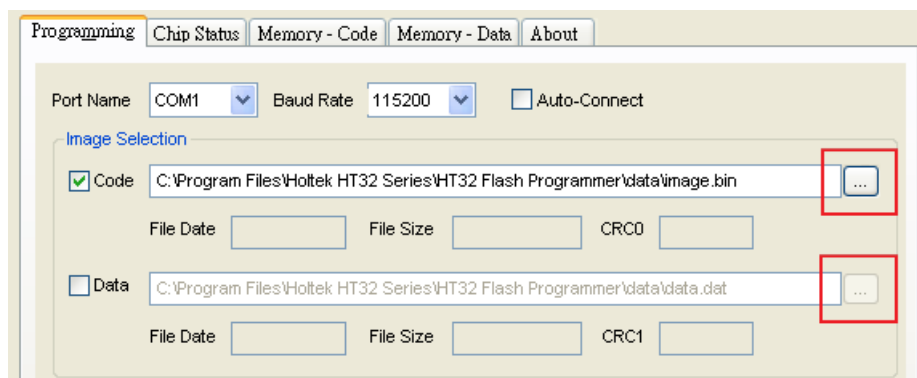 Programming Chip Status Memory - Code Memory - Data About
Port Name COM1 Baud Rate 115200 Auto-Connect
Image Selection
Code C:\Program Files\Holtek HT32 Series\HT32 Flash Programmer\data\image.bin ...
File Date File Size CRC0
Data C:\Program Files\Holtek HT32 Series\HT32 Flash Programmer\data\data.dat ...
File Date File Size CRC1